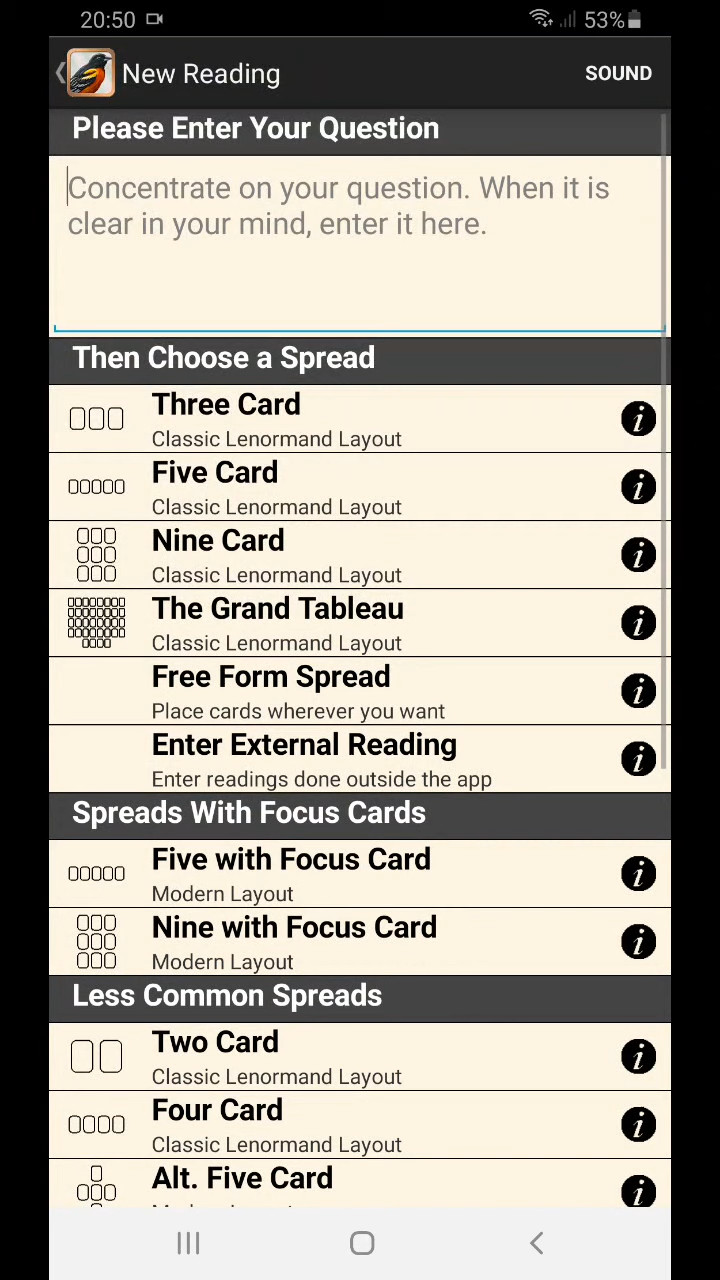 20:50
53%
New Reading
SOUND
Please Enter Your Question
Concentrate on your question. When it is
clear in your mind, enter it here.
Then Choose a Spread
Three Card
Classic Lenormand Layout
Five Card
Classic Lenormand Layout
Nine Card
Classic Lenormand Layout
The Grand Tableau
Classic Lenormand Layout
Free Form Spread
Place cards wherever you want
Enter External Reading
Enter readings done outside the app
Spreads With Focus Cards
Five with Focus Card
Modern Layout
Nine with Focus Card
Modern Layout
Less Common Spreads
Two Card
Classic Lenormand Layout
Four Card
Classic Lenormand Layout
Alt. Five Card